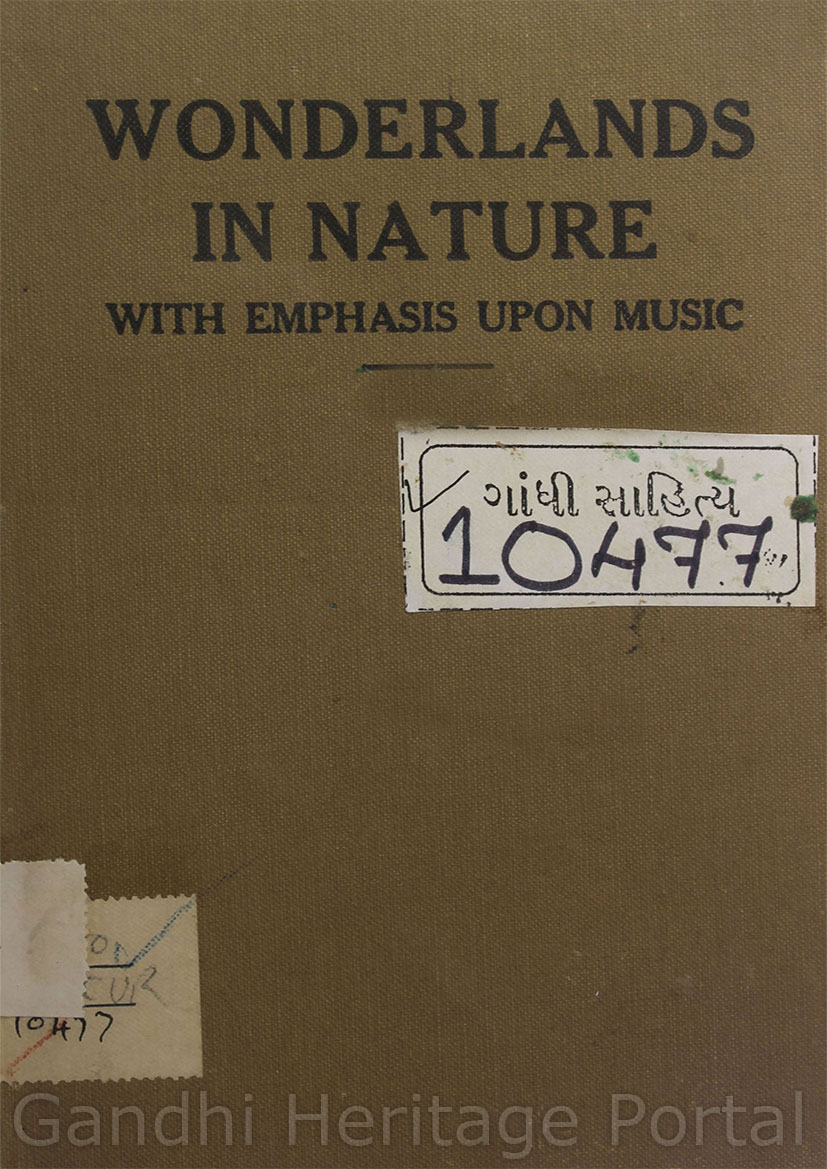 WONDERLANDS
IN NATURE
WITH EMPHASIS UPON MUSIC
ગાંધી સાહિત્ય
10477
10477
Gandhi Heritage Portal